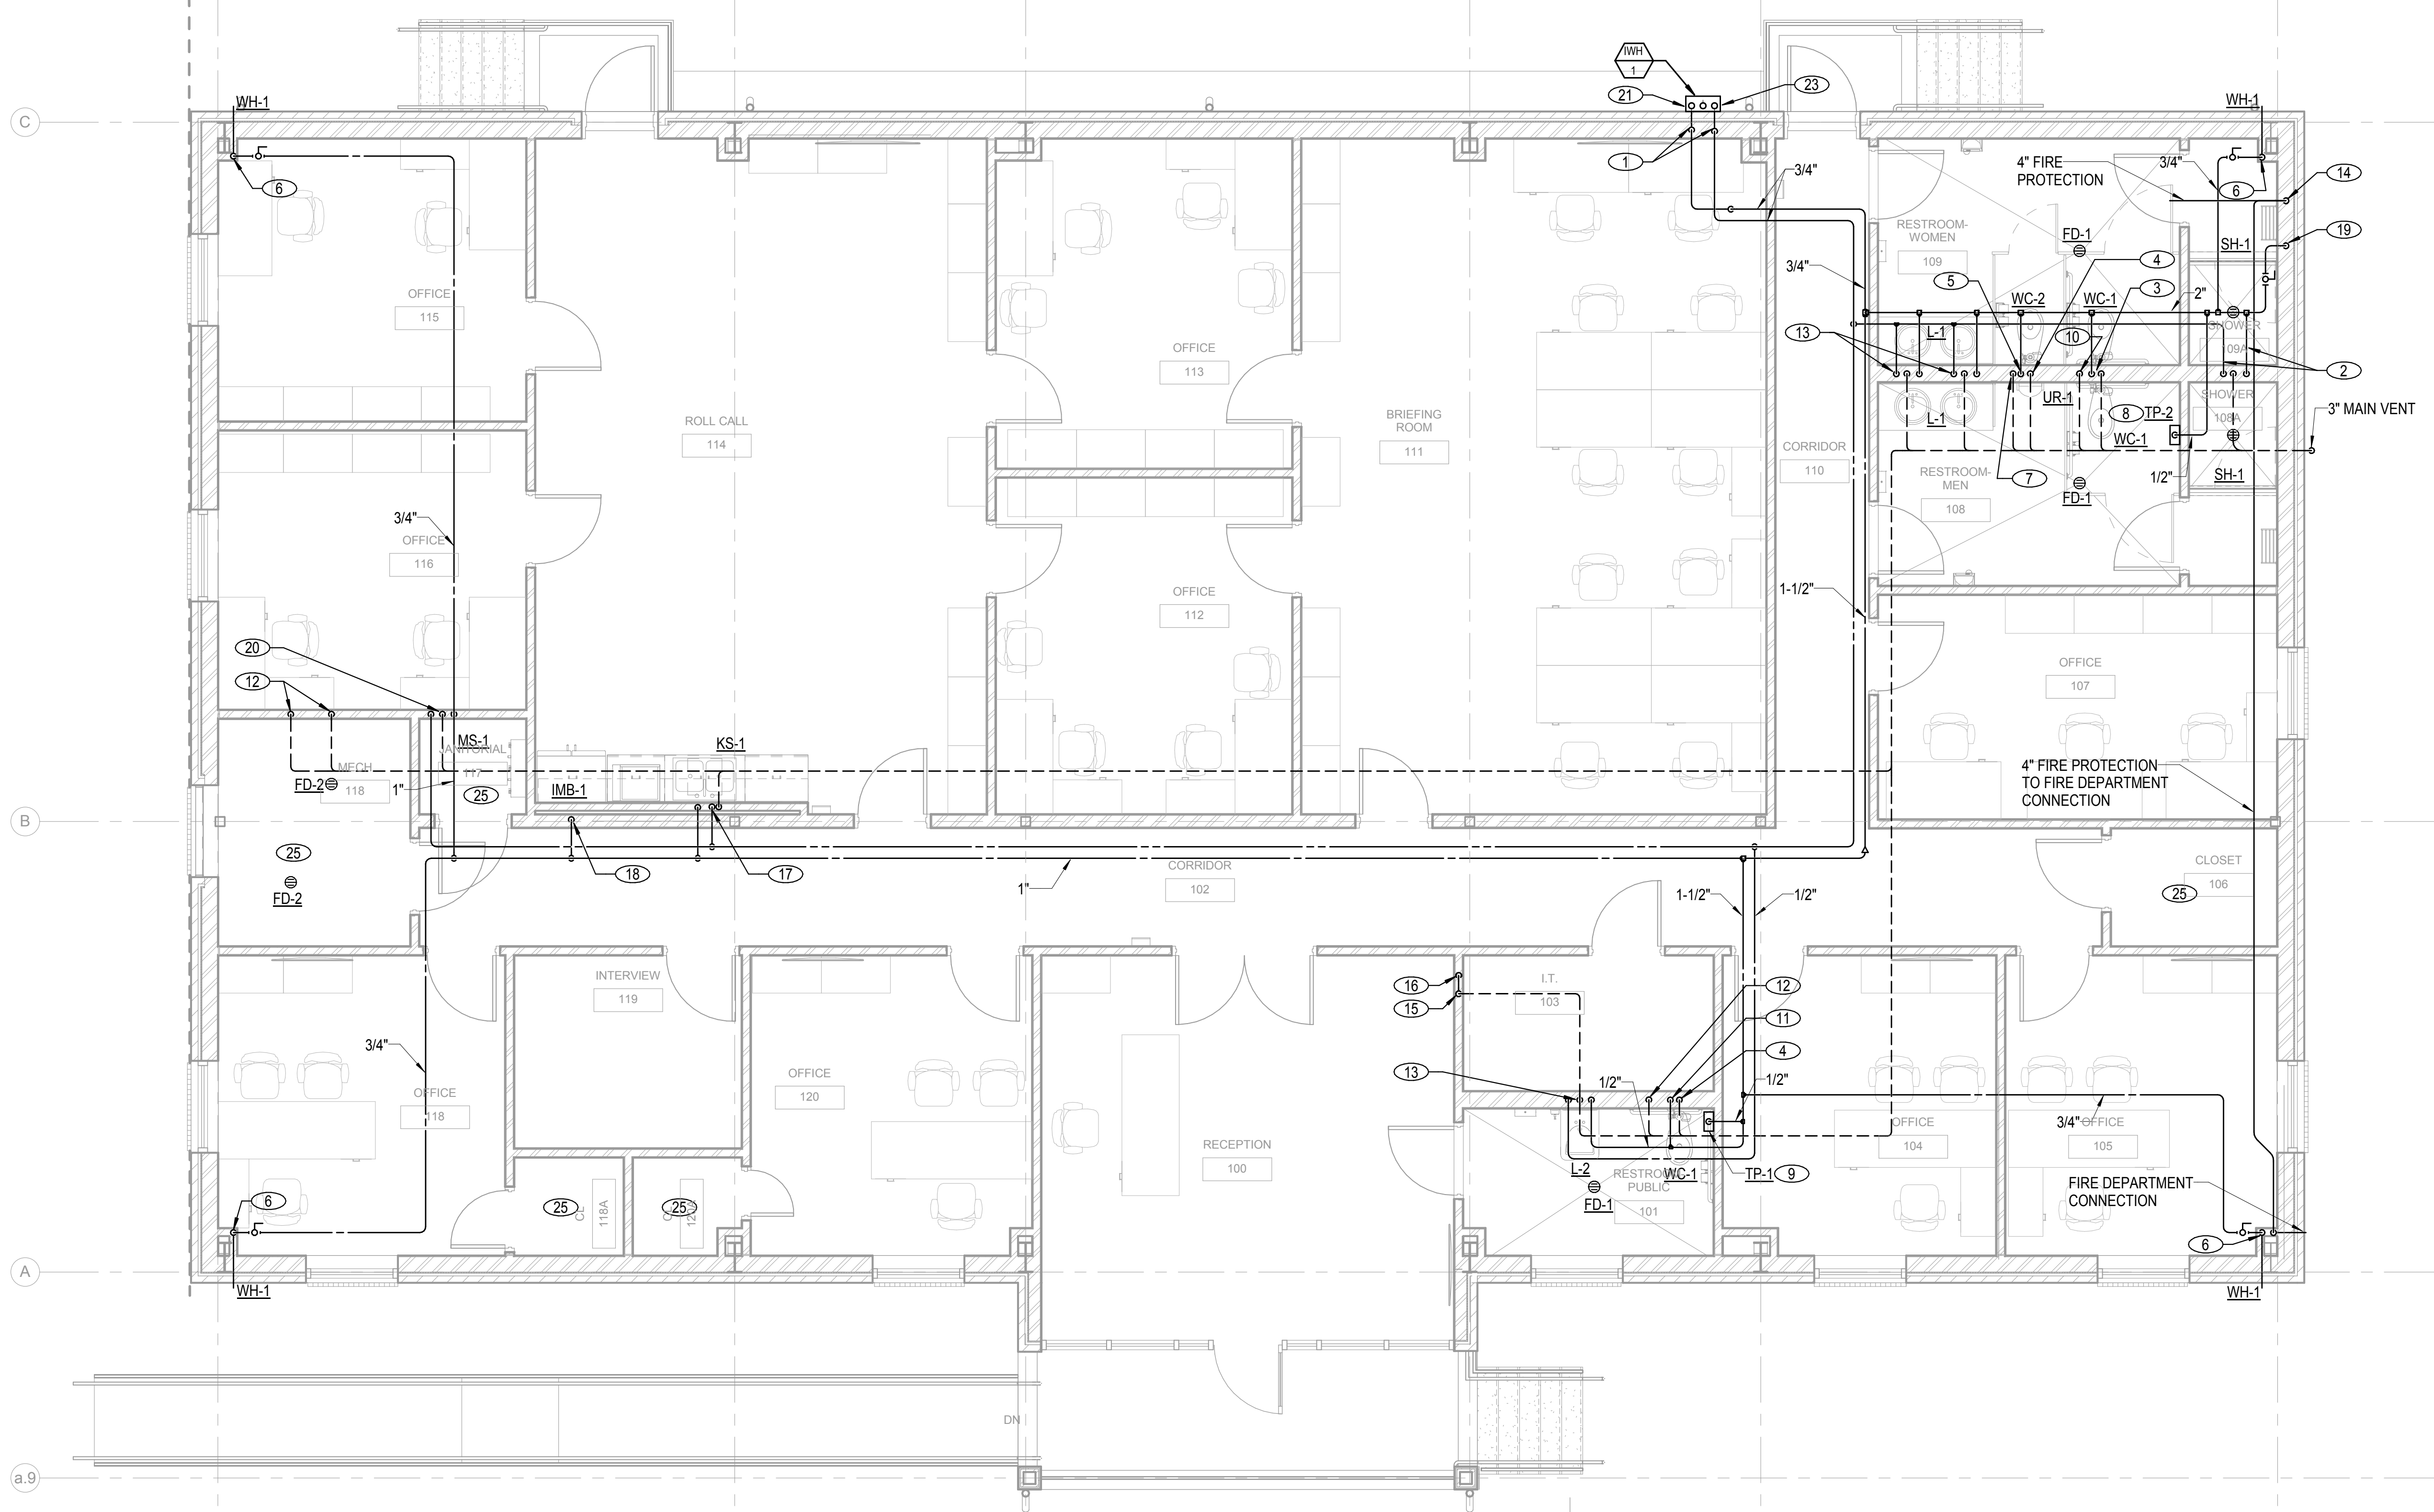 IWH
1
21
23
C
WH-1
WH-1
6
1
3/4"
4" FIRE
PROTECTION
3/4"
6
14
RESTROOM-
WOMEN
109
FD-1
SH-1
19
3/4"
4
5
WC-2
WC-1
3
2"
OFFICE
115
OFFICE
113
13
L-1
10
SHOWER
109A
2
ROLL CALL
114
BRIEFING
ROOM
111
CORRIDOR
110
UR-1
L-1
8
TP-2
SHOWER
108A
3" MAIN VENT
WC-1
RESTROOM-
MEN
108
7
FD-1
1/2"
SH-1
3/4"
OFFICE
116
OFFICE
112
1-1/2"
20
12
OFFICE
107
MS-1
JANITORIAL
117
KS-1
MECH
118
FD-2
1"
25
IMB-1
4" FIRE PROTECTION
TO FIRE DEPARTMENT
CONNECTION
B
25
FD-2
18
17
CORRIDOR
102
1"
1-1/2"
1/2"
CLOSET
106
25
INTERVIEW
119
16
15
I.T.
103
12
11
4
3/4"
OFFICE
118
OFFICE
120
13
1/2"
1/2"
3/4"
OFFICE
104
OFFICE
105
RECEPTION
100
L-2
WC-1
TP-1
9
RESTROOM-
PUBLIC
101
FD-1
6
25
CL
118A
25
FIRE DEPARTMENT
CONNECTION
6
A
WH-1
WH-1
DN
a.9